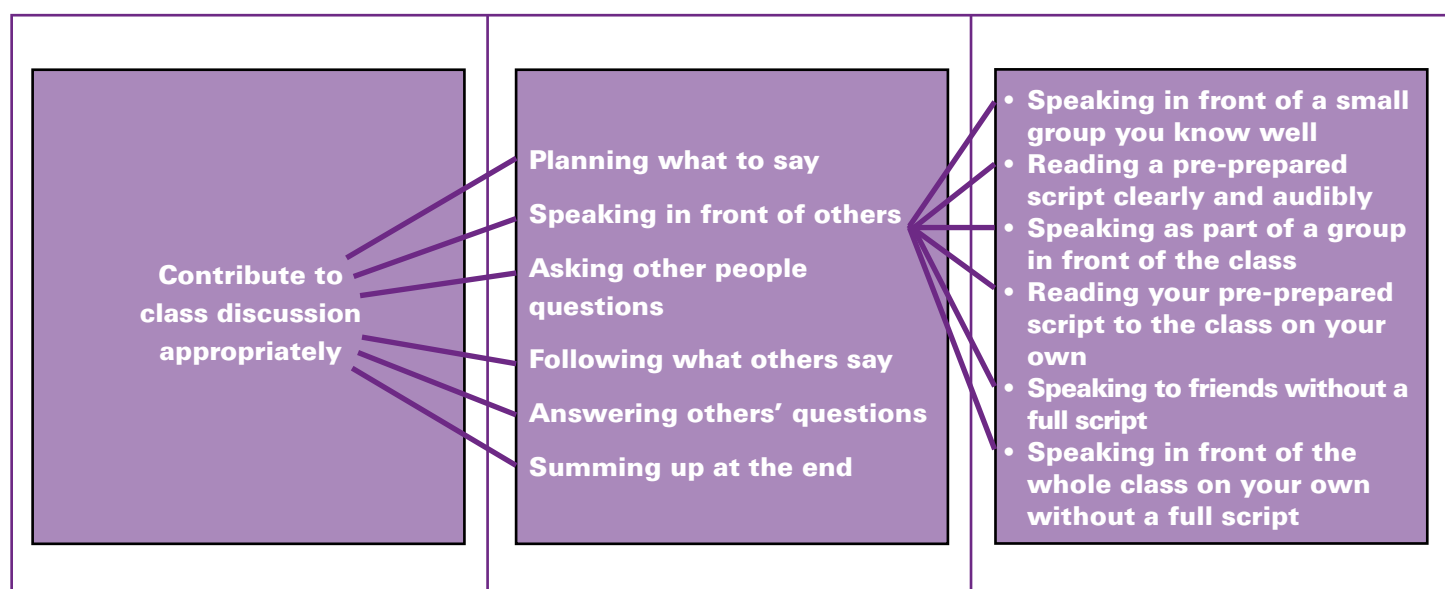 Contribute to
class discussion
appropriately
Planning what to say
Speaking in front of others
Asking other people
questions
Following what others say
Answering others’ questions
Summing up at the end
• Speaking in front of a small
group you know well
• Reading a pre-prepared
script clearly and audibly
• Speaking as part of a group
in front of the class
• Reading your pre-prepared
script to the class on your
own
• Speaking to friends without a
full script
• Speaking in front of the
whole class on your own
without a full script